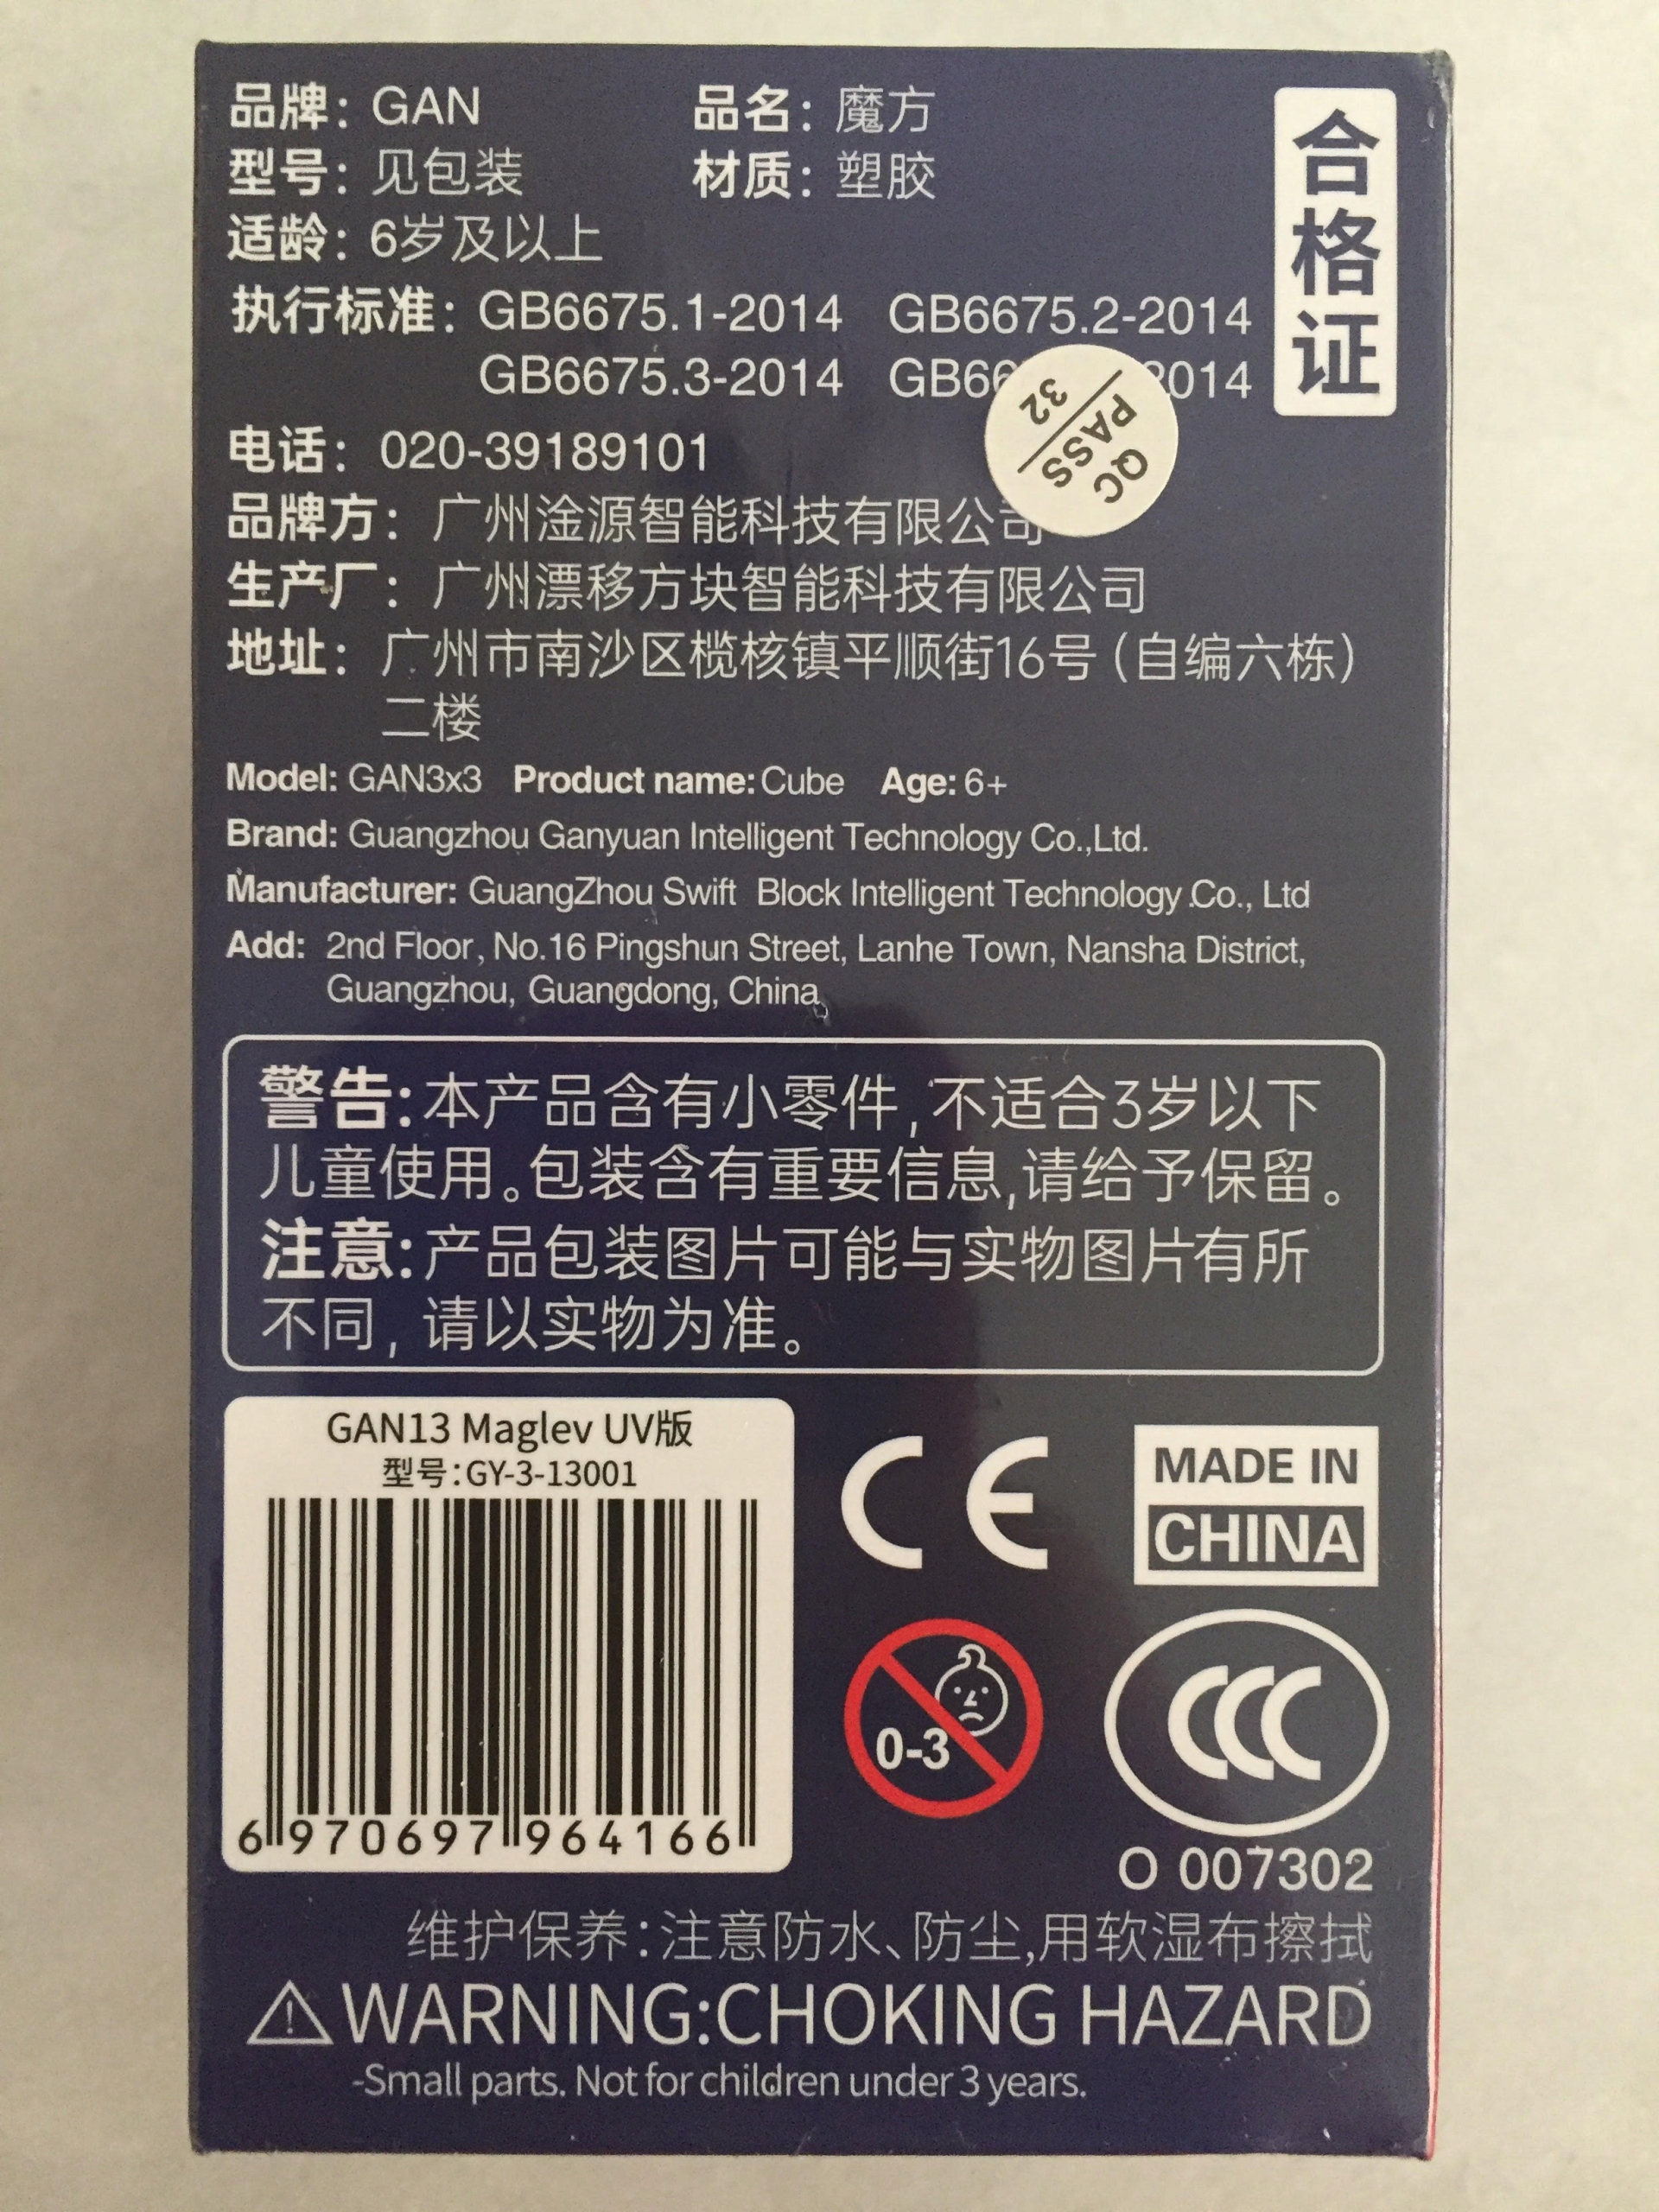 品牌：GAN 品名：魔方
型号：见包装 材质：塑胶
适龄：6岁及以上
执行标准：GB6675.1-2014 GB6675.2-2014
GB6675.3-2014 2014
合格证
QC
PASS
32
电话：020-39189101
品牌方：广州淦源智能科技有限公司
生产厂：广州漂移方块智能科技有限公司
地址：广州市南沙区榄核镇平顺街16号（自编六栋）
二楼
Model: GAN3x3 Product name: Cube Age: 6+
Brand: Guangzhou Ganyuan Intelligent Technology Co.,Ltd.
Manufacturer: GuangZhou Swift Block Intelligent Technology .Co., Ltd
Add: 2nd Floor, No.16 Pingshun Street, Lanhe Town, Nansha District,
Guangzhou, Guangdong, China
警告:本产品含有小零件,不适合3岁以下
儿童使用。包装含有重要信息,请给予保留。
注意:产品包装图片可能与实物图片有所
不同, 请以实物为准。
GAN13 Maglev UV版
型号:GY-3-13001
6 970697 964166
CE
MADE IN
CHINA
0-3
CCC
O 007302
维护保养:注意防水、防尘,用软湿布擦拭
WARNING:CHOKING HAZARD
-Small parts. Not for children under 3 years.